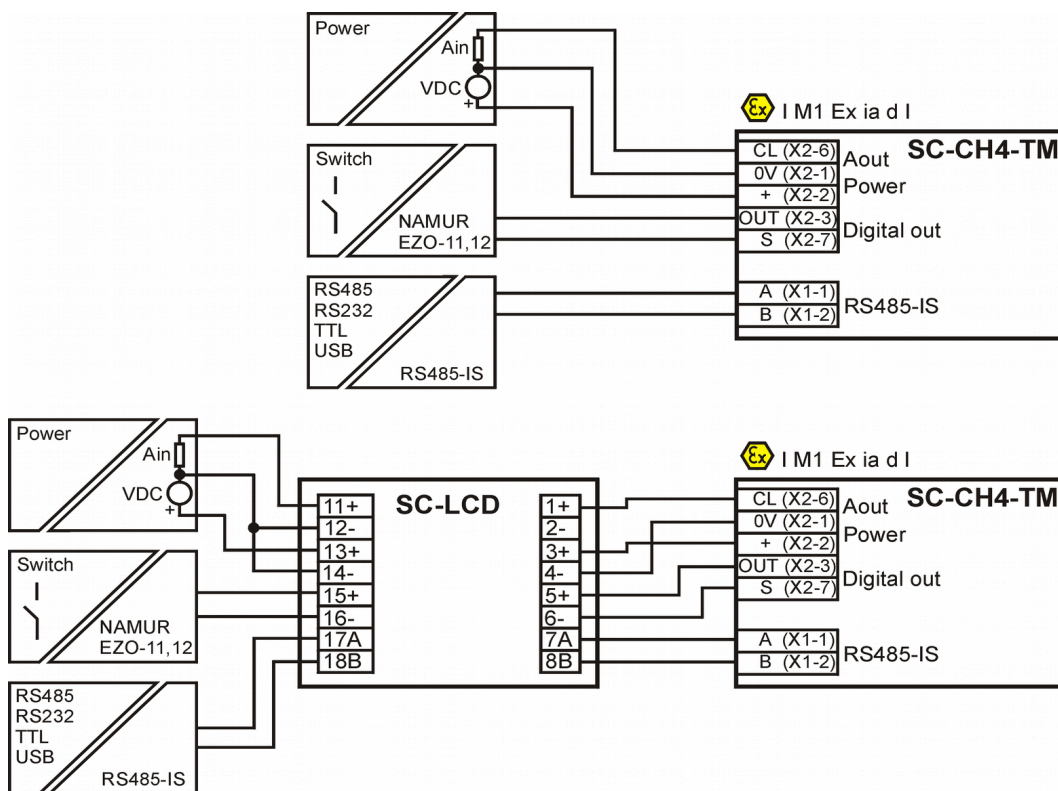 Power
Ain
VDC
+
Ex I M1 Ex ia d I
SC-CH4-TM
CL (X2-6) Aout
0V (X2-1) Power
+ (X2-2)
OUT (X2-3) Digital out
S (X2-7)
A (X1-1) RS485-IS
B (X1-2)
Switch
NAMUR
EZO-11,12
RS485
RS232
TTL
USB
RS485-IS
Power
Ain
VDC
+
Switch
NAMUR
EZO-11,12
RS485
RS232
TTL
USB
RS485-IS
SC-LCD
11+
12-
13+
14-
15+
16-
17A
18B
1+
2-
3+
4-
5+
6-
7A
8B
Ex I M1 Ex ia d I
SC-CH4-TM
CL (X2-6) Aout
0V (X2-1) Power
+ (X2-2)
OUT (X2-3) Digital out
S (X2-7)
A (X1-1) RS485-IS
B (X1-2)